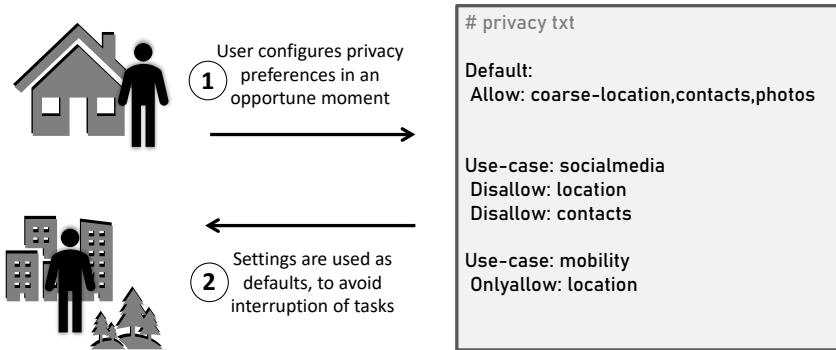 1
User configures privacy
preferences in an
opportune moment
2
Settings are used as
defaults, to avoid
interruption of tasks
# privacy txt
Default:
Allow: coarse-location,contacts,photos
Use-case: socialmedia
Disallow: location
Disallow: contacts
Use-case: mobility
Onlyallow: location